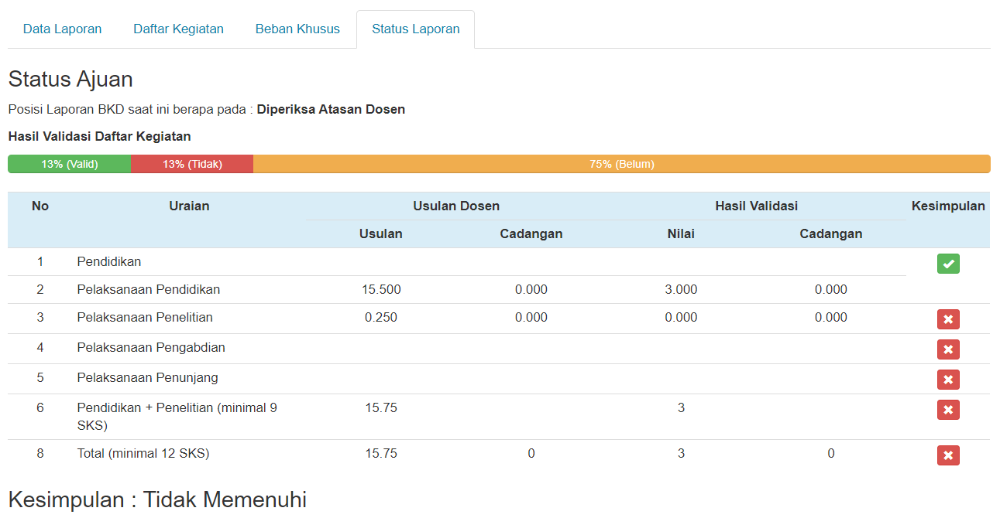 Data Laporan Daftar Kegiatan Beban Khusus Status Laporan
Status Ajuan
Posisi Laporan BKD saat ini berapa pada : Diperiksa Atasan Dosen
Hasil Validasi Daftar Kegiatan
13% (Valid) 13% (Tidak) 75% (Belum)
No Uraian Usulan Dosen Hasil Validasi Kesimpulan
Usulan Cadangan Nilai Cadangan
1 Pendidikan
2 Pelaksanaan Pendidikan 15.500 0.000 3.000 0.000
3 Pelaksanaan Penelitian 0.250 0.000 0.000 0.000
4 Pelaksanaan Pengabdian
5 Pelaksanaan Penunjang
6 Pendidikan + Penelitian (minimal 9 15.75 3
SKS)
8 Total (minimal 12 SKS) 15.75 0 3 0
Kesimpulan : Tidak Memenuhi